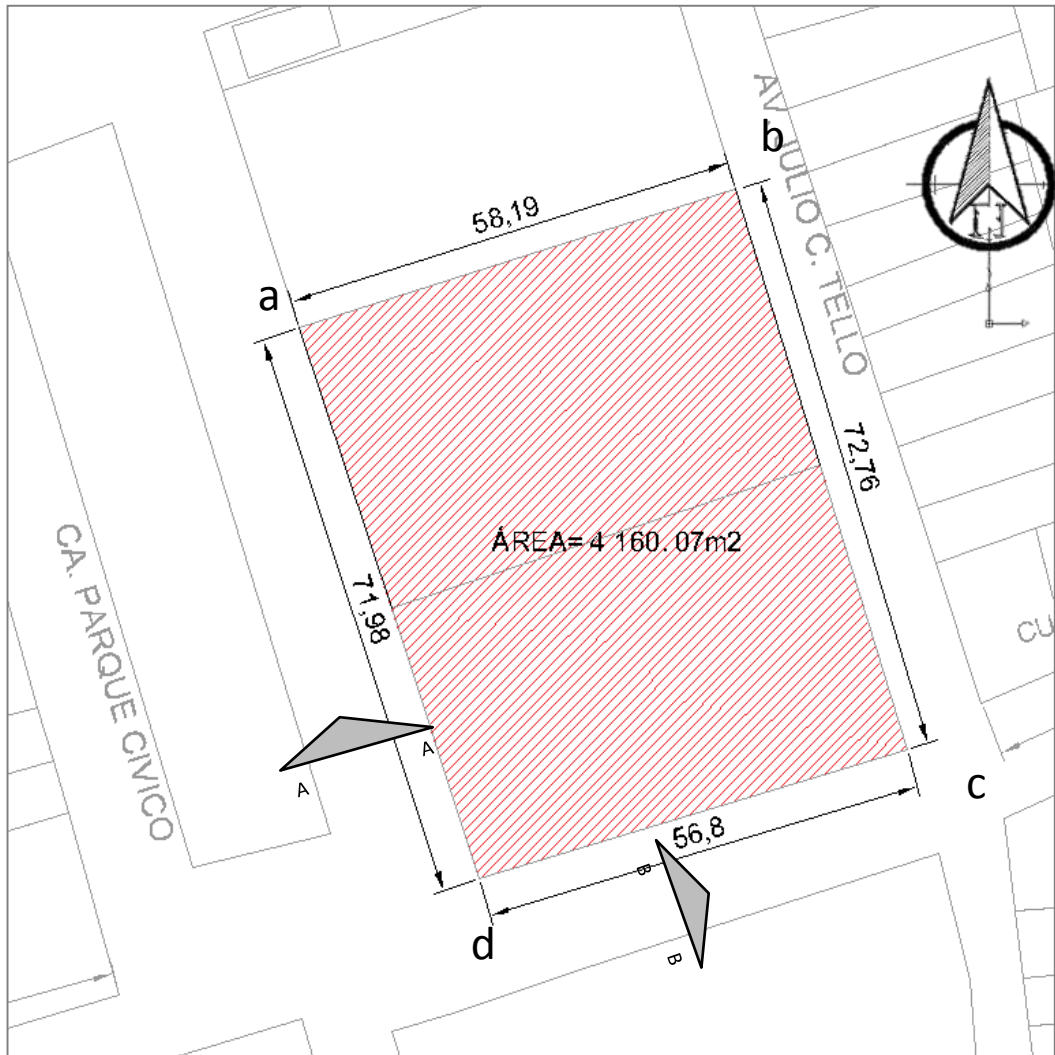 b
AV. JULIO C. TELLO
58,19
a
72,76
ÁREA= 4 160.07m2
71,98
CA. PARQUE CIVICO
CU
A
A
c
56,8
B
d
B